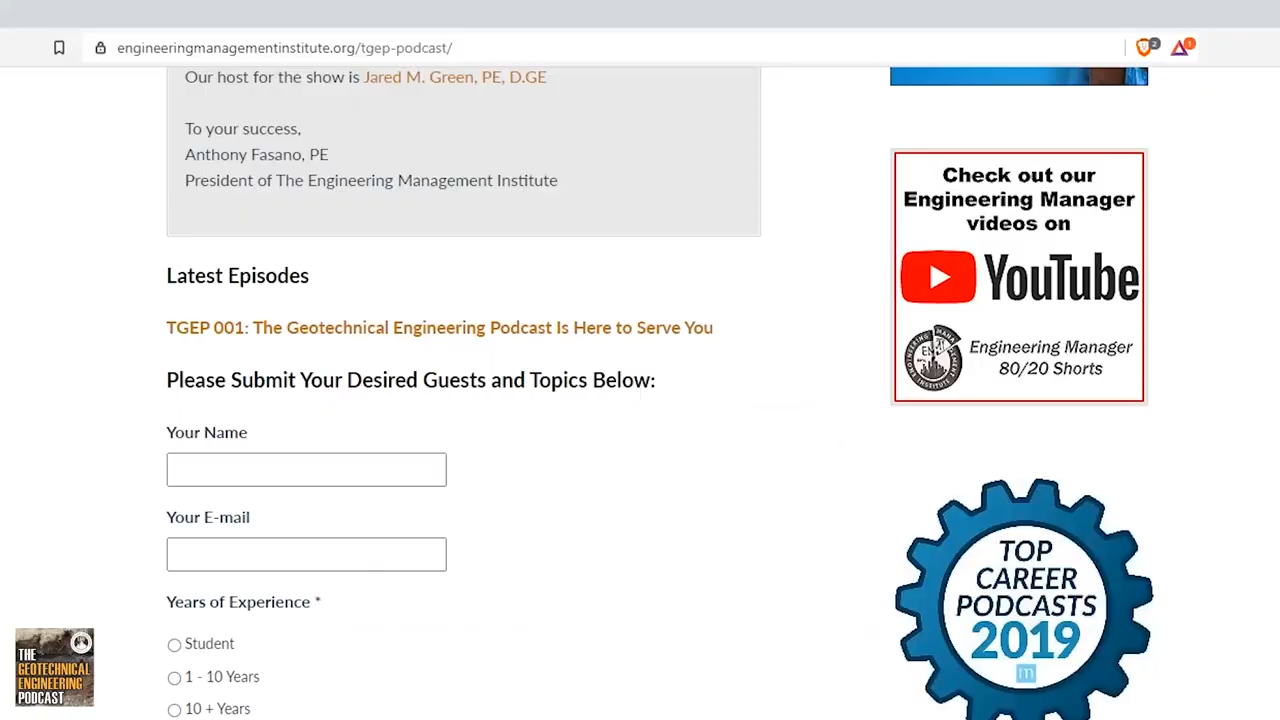 engineeringmanagementinstitute.org/tgep-podcast/
2
1
Our host for the show is Jared M. Green, PE, D.GE
To your success,
Anthony Fasano, PE
President of The Engineering Management Institute
Latest Episodes
TGEP 001: The Geotechnical Engineering Podcast Is Here to Serve You
Please Submit Your Desired Guests and Topics Below:
Your Name
Your E-mail
Years of Experience *
Student
1 - 10 Years
10 + Years
Check out our
Engineering Manager
videos on
YouTube
Engineering Manager
80/20 Shorts
TOP
CAREER
PODCASTS
2019
m
THE
GEOTECHNICAL
ENGINEERING
PODCAST